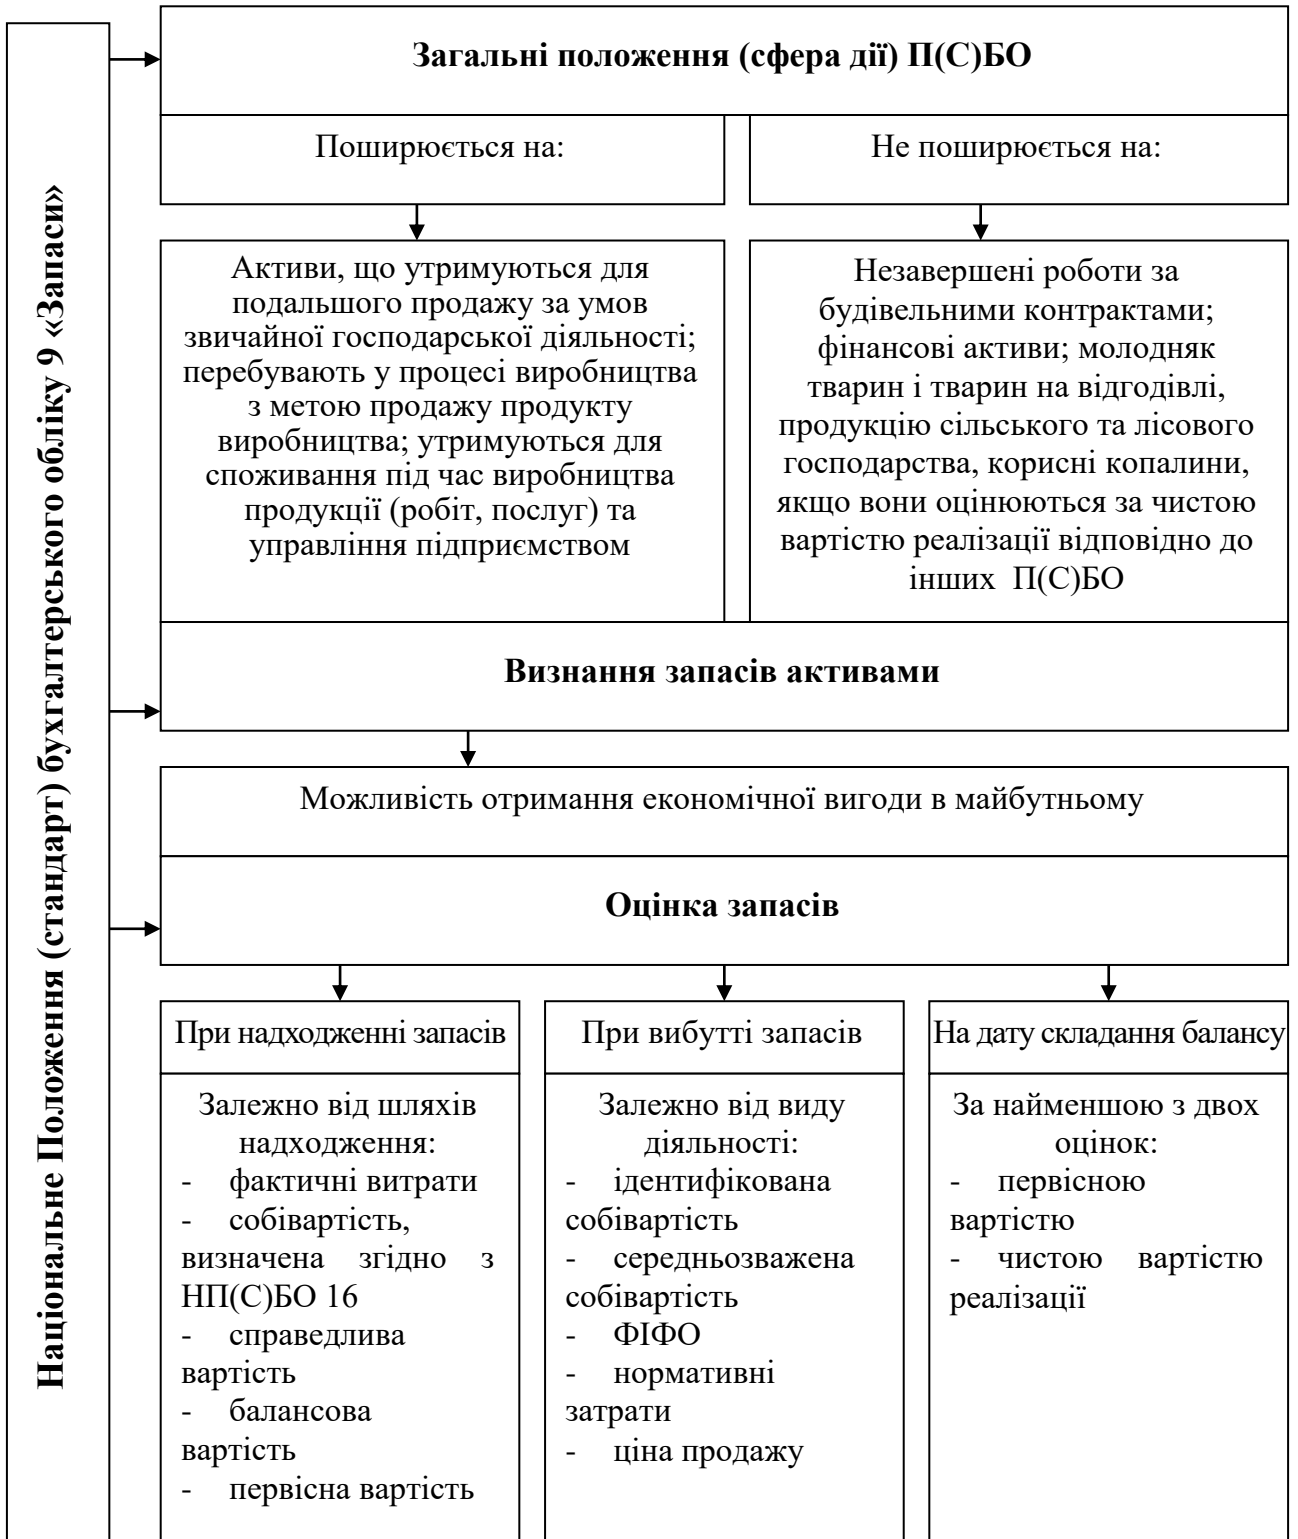 Національне Положення (стандарт) бухгалтерського обліку 9 «Запаси»
Загальні положення (сфера дії) П(С)БО
Поширюється на:
Активи, що утримуються для
подальшого продажу за умов
звичайної господарської діяльності;
перебувають у процесі виробництва
з метою продажу продукту
виробництва; утримуються для
споживання під час виробництва
продукції (робіт, послуг) та
управління підприємством
Не поширюється на:
Незавершені роботи за
будівельними контрактами;
фінансові активи; молодняк
тварин і тварин на відгодівлі,
продукцію сільського та лісового
господарства, корисні копалини,
якщо вони оцінюються за чистою
вартістю реалізації відповідно до
інших П(С)БО
Визнання запасів активами
Можливість отримання економічної вигоди в майбутньому
Оцінка запасів
При надходженні запасів
Залежно від шляхів
надходження:
- фактичні витрати
- собівартість,
визначена згідно з
НП(С)БО 16
- справедлива
вартість
- балансова
вартість
- первісна вартість
При вибутті запасів
Залежно від виду
діяльності:
- ідентифікована
собівартість
- середньозважена
собівартість
- ФІФО
- нормативні
затрати
- ціна продажу
На дату складання балансу
За найменшою з двох
оцінок:
- первісною
вартістю
- чистою вартістю
реалізації